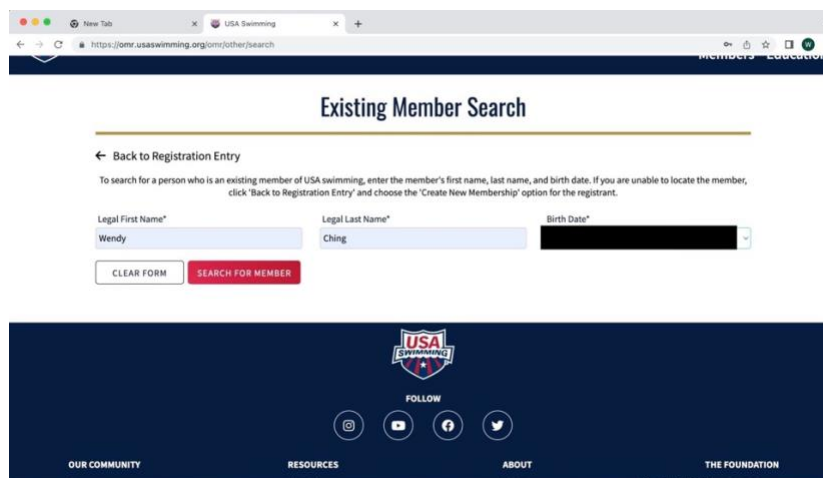 New Tab
USA Swimming
https://omr.usaswimming.org/omr/other/search
W
Members Education
Existing Member Search
← Back to Registration Entry
To search for a person who is an existing member of USA swimming, enter the member's first name, last name, and birth date. If you are unable to locate the member,
click 'Back to Registration Entry' and choose the 'Create New Membership' option for the registrant.
Legal First Name* Legal Last Name* Birth Date*
Wendy Ching
CLEAR FORM SEARCH FOR MEMBER
USA
SWIMMING
FOLLOW
OUR COMMUNITY RESOURCES ABOUT THE FOUNDATION